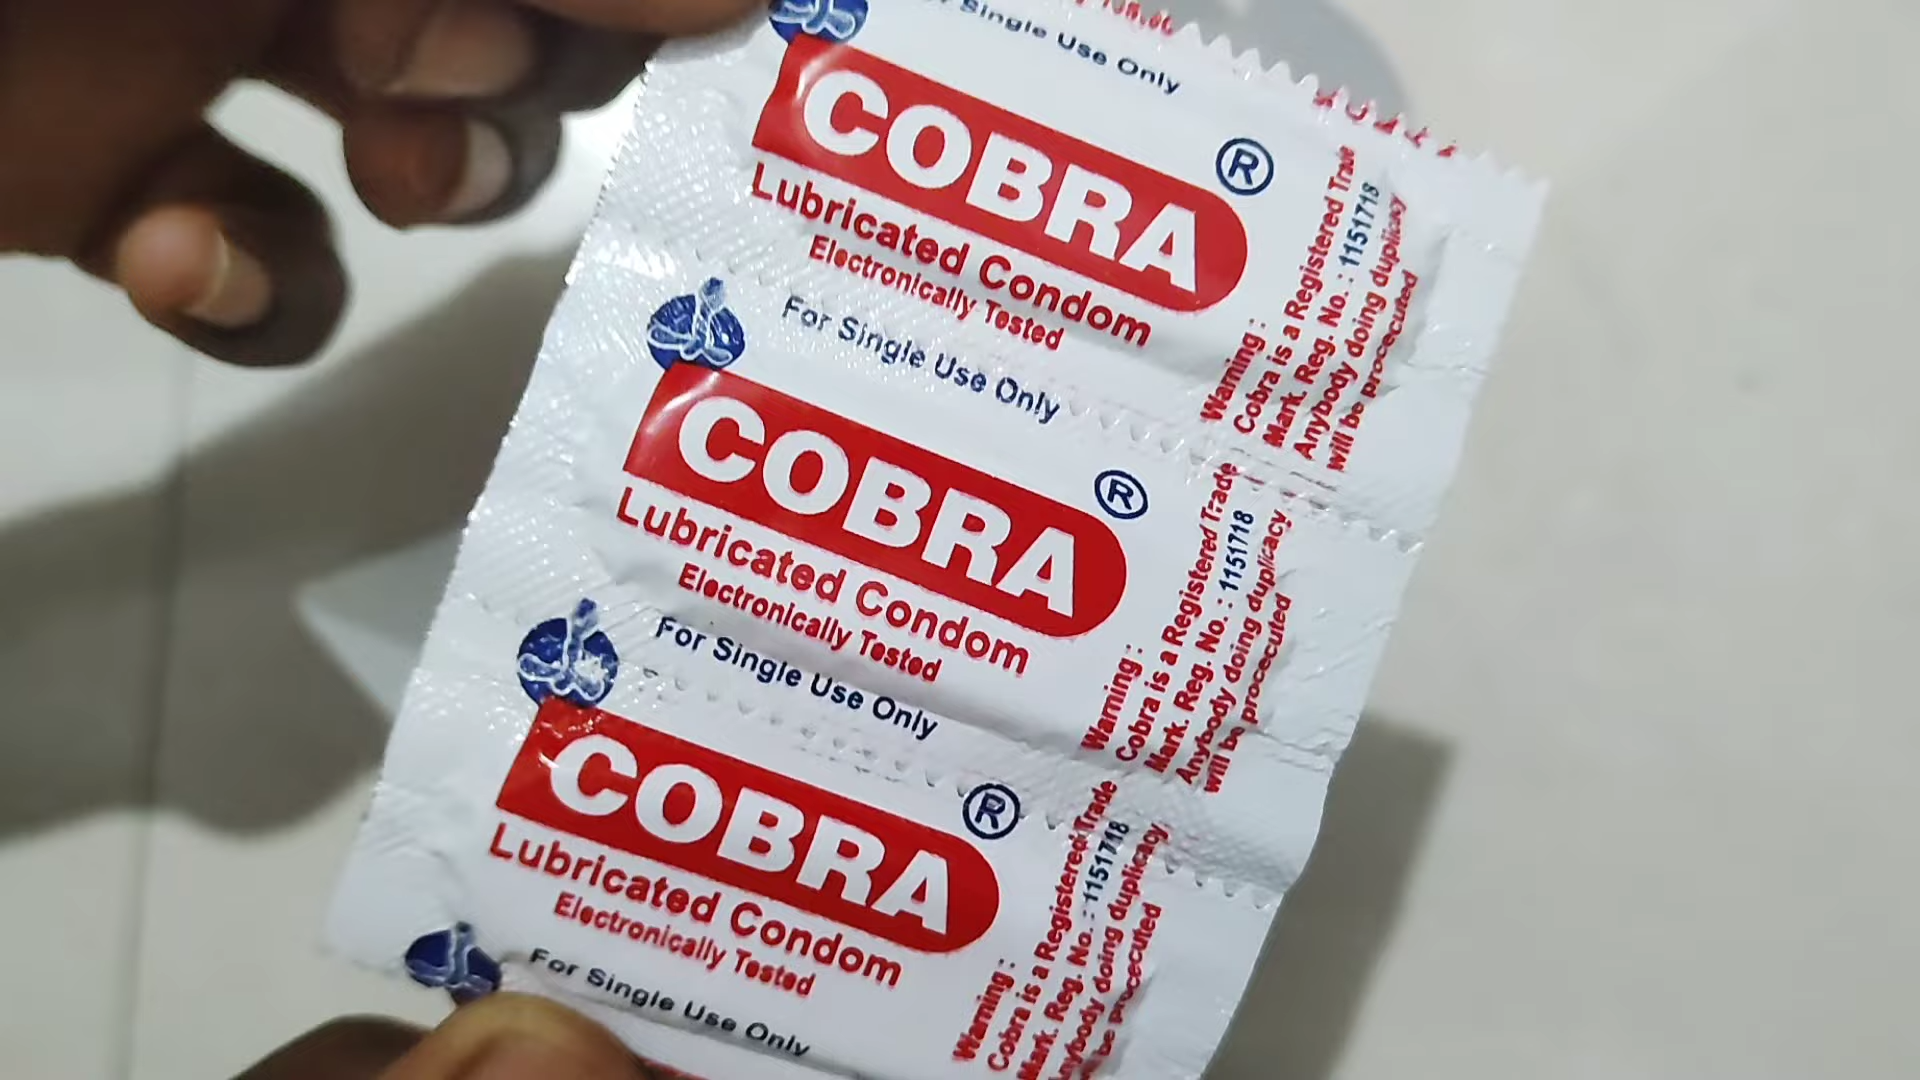 Single Use Only
COBRA ®
Lubricated Condom
Electronically Tested
Warning :
Cobra is a Registered Trade
Mark. Reg. No. : 1151718
Anybody doing duplicacy
will be procecuted
For Single Use Only
COBRA ®
Lubricated Condom
Electronically Tested
Warning :
Cobra is a Registered Trade
Mark. Reg. No. : 1151718
Anybody doing duplicacy
will be procecuted
For Single Use Only
COBRA ®
Lubricated Condom
Electronically Tested
Warning :
Cobra is a Registered Trade
Mark. Reg. No. : 1151718
Anybody doing duplicacy
be procecuted
For Single Use Only